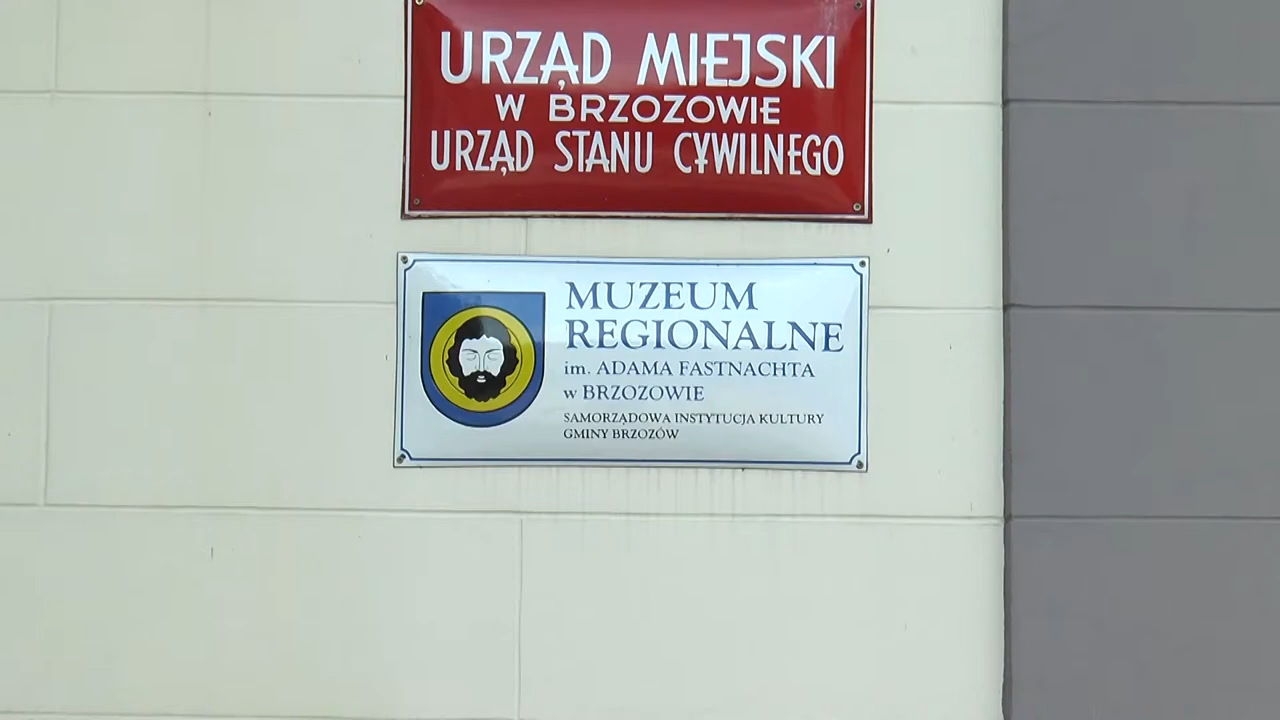 URZĄD MIEJSKI
W BRZOZOWIE
URZĄD STANU CYWILNEGO
MUZEUM
REGIONALNE
im. ADAMA FASTNACHTA
w BRZOZOWIE
SAMORZĄDOWA INSTYTUCJA KULTURY
GMINY BRZOZÓW